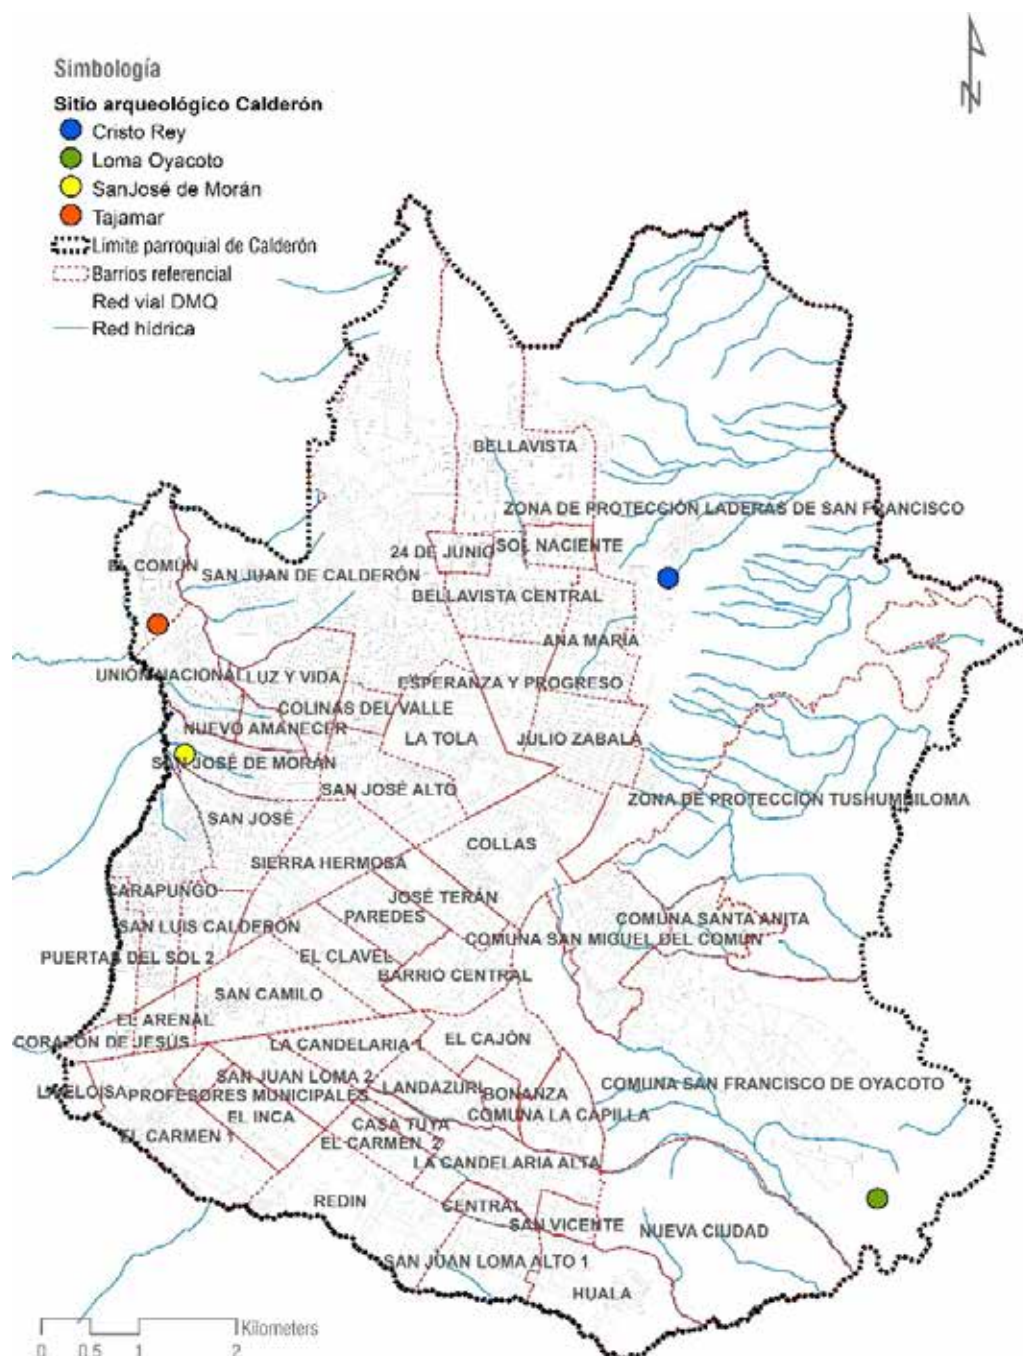 N
Simbología
Sitio arqueológico Calderón
Cristo Rey
Loma Oyacoto
SanJosé de Morán
Tajamar
Límite parroquial de Calderón
Barrios referencial
Red vial DMQ
Red hídrica
BELLAVISTA
ZONA DE PROTECCIÓN LADERAS DE SAN FRANCISCO
24 DE JUNIO
SOL NACIENTE
EL COMÚN
SAN JUAN DE CALDERÓN
BELLAVISTA CENTRAL
ANA MARÍA
UNIÓN NACIONAL
LUZ Y VIDA
ESPERANZA Y PROGRESO
COLINAS DEL VALLE
NUEVO AMANECER
LA TOLA
JULIO ZABALA
SAN JOSÉ DE MORÁN
SAN JOSÉ ALTO
ZONA DE PROTECCIÓN TUSHUMBILOMA
SAN JOSÉ
COLLAS
SIERRA HERMOSA
CARAPUNGO
JOSÉ TERÁN
PAREDES
COMUNA SANTA ANITA
SAN LUIS CALDERÓN
COMUNA SAN MIGUEL DEL COMÚN
PUERTAS DEL SOL 2
EL CLAVEL
BARRIO CENTRAL
SAN CAMILO
EL ARENAL
CORAZÓN DE JESÚS
LA CANDELARIA 1
EL CAJÓN
SAN JUAN LOMA 2
LA ELOISA
PROFESORES MUNICIPALES
LANDAZURI
BONANZA
COMUNA SAN FRANCISCO DE OYACOTO
EL INCA
CASA TUYA
COMUNA LA CAPILLA
EL CARMEN 1
EL CARMEN 2
LA CANDELARIA ALTA
REDIN
CENTRAL
SAN VICENTE
NUEVA CIUDAD
SAN JUAN LOMA ALTO 1
HUALA
Kilometers
0 0.5 1 2